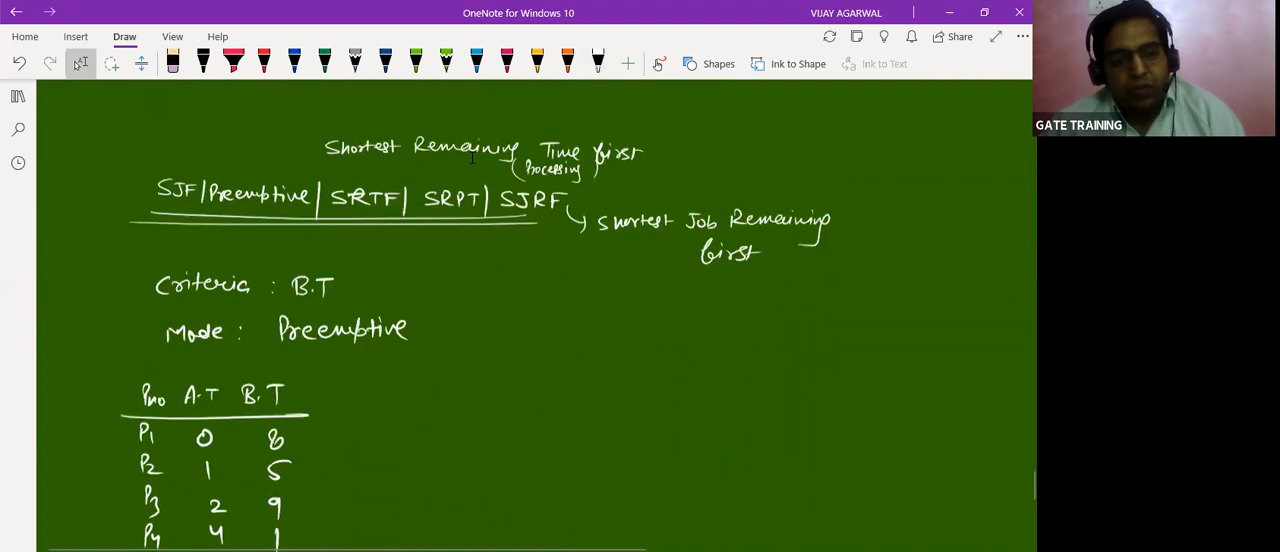 OneNote for Windows 10
VIJAY AGARWAL
Home Insert Draw View
Share
Shapes Ink to Shape Ink to Text
GATE TRAINING
Shortest Remaining Time first
(Processing)
SJF/Preemptive | SRTF | SRPT | SJRF
Shortest Job Remaining
first
Criteria : B.T
Mode : Preemptive
Pno A.T B.T
P1 0 8
P2 1 5
P3 2 9
P4 4 1